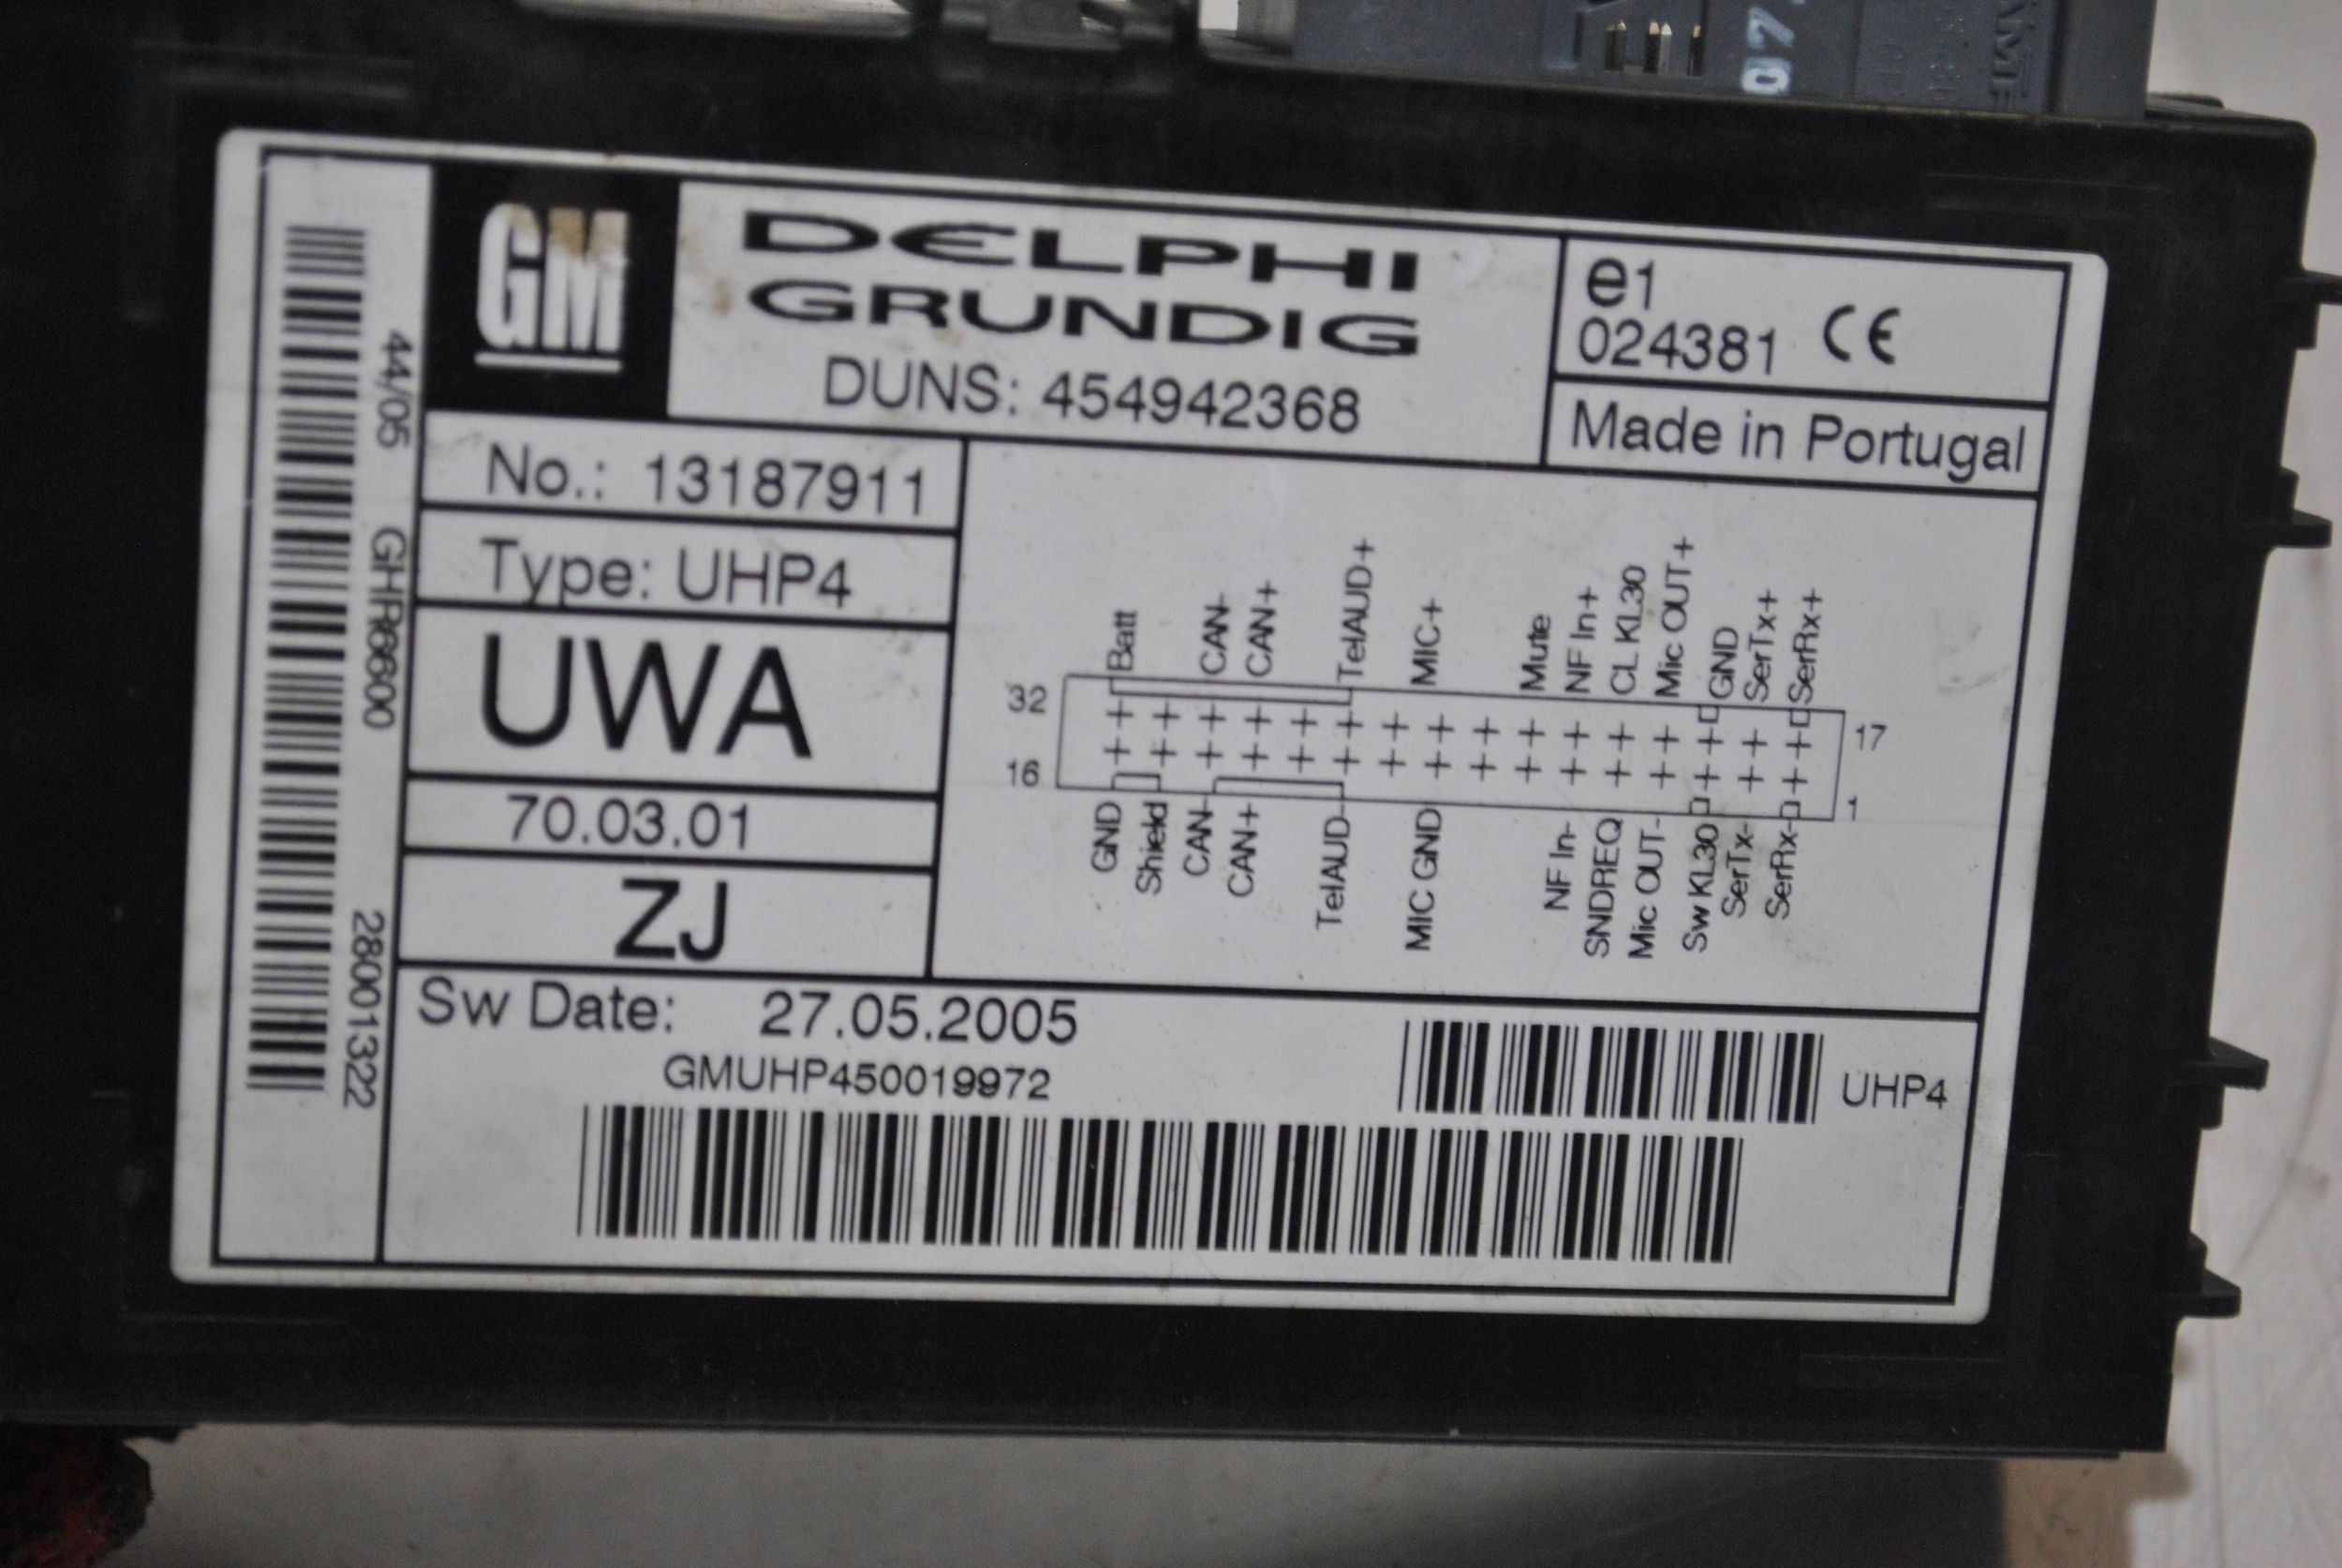 GM
DELPHI
GRUNDIG
DUNS: 454942368
e1
024381 CE
Made in Portugal
44/05 GHR6600 28001322
No.: 13187911
Type: UHP4
UWA
70.03.01
ZJ
Batt CAN- CAN+ TelAUD+ MIC+ Mute NF In+ CL KL30 Mic OUT+ GND SerTx+ SerRx+
32 17
16 1
GND Shield CAN- CAN+ TelAUD- MIC GND NF In- SNDREQ Mic OUT- Sw KL30 SerTx- SerRx-
Sw Date: 27.05.2005
GMUHP450019972
UHP4